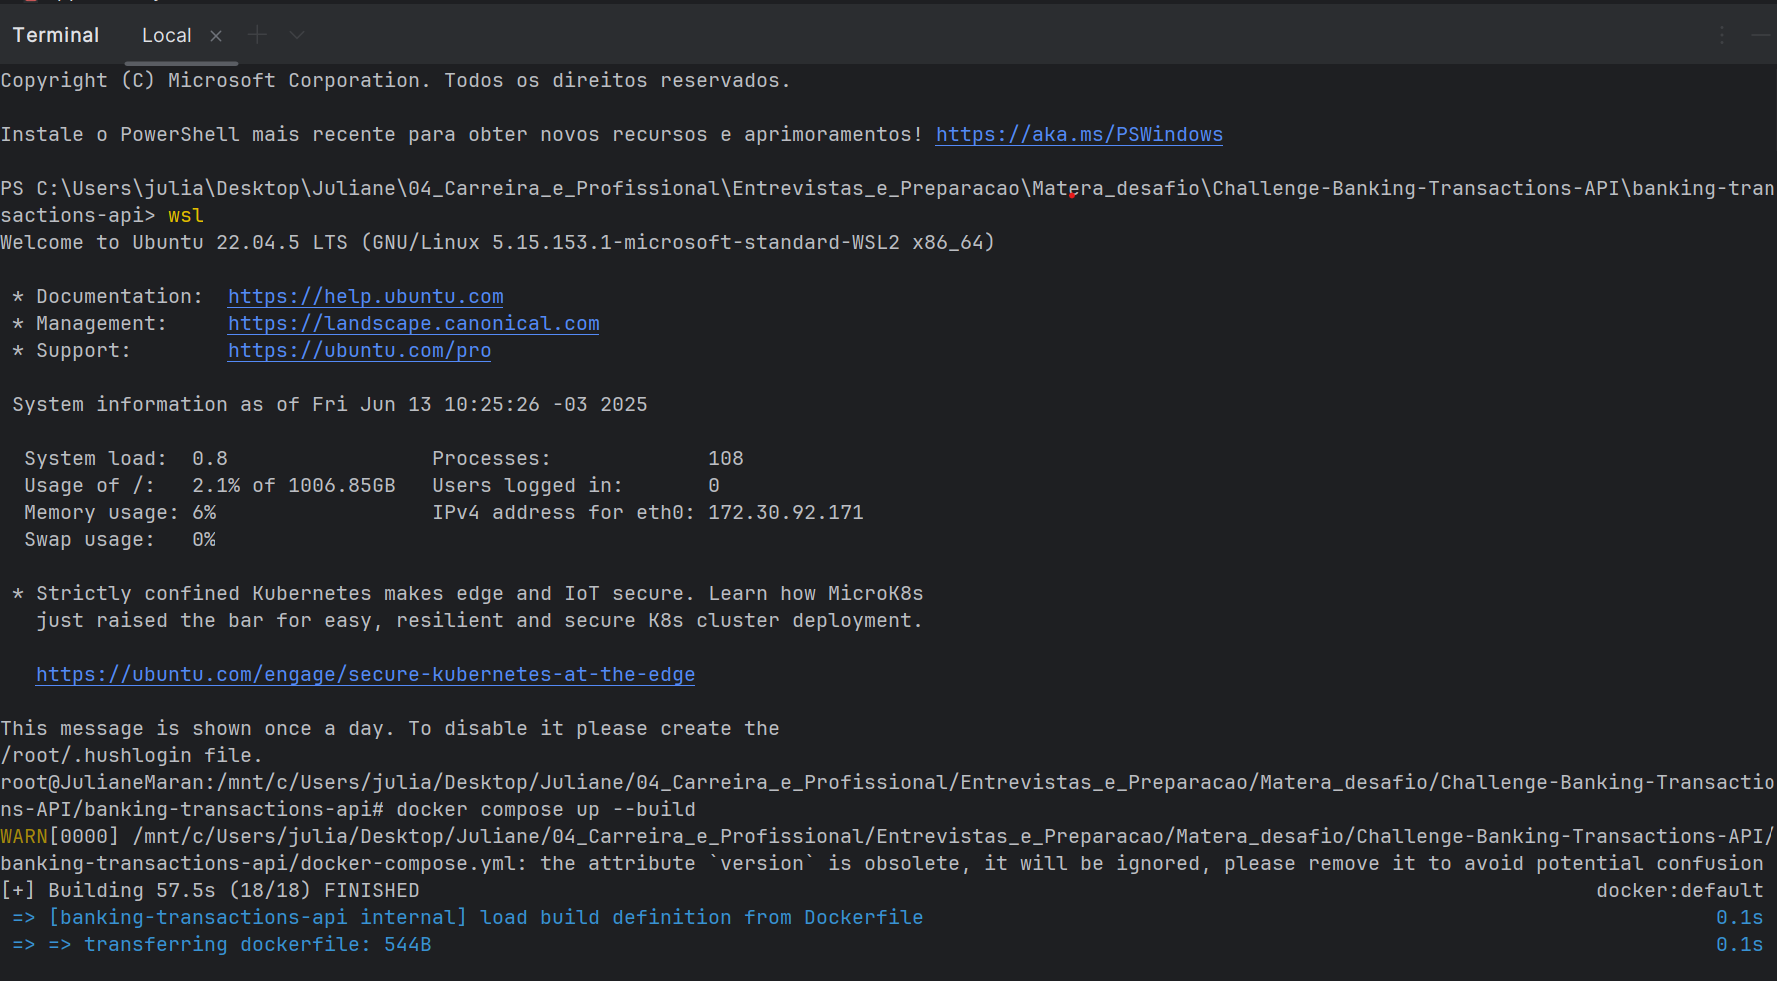 Terminal Local
Copyright (C) Microsoft Corporation. Todos os direitos reservados.
Instale o PowerShell mais recente para obter novos recursos e aprimoramentos! https://aka.ms/PSWindows
PS C:\Users\julia\Desktop\Juliane\04_Carreira_e_Profissional\Entrevistas_e_Preparacao\Matera_desafio\Challenge-Banking-Transactions-API\banking-tran
sactions-api> wsl
Welcome to Ubuntu 22.04.5 LTS (GNU/Linux 5.15.153.1-microsoft-standard-WSL2 x86_64)
* Documentation: https://help.ubuntu.com
* Management: https://landscape.canonical.com
* Support: https://ubuntu.com/pro
System information as of Fri Jun 13 10:25:26 -03 2025
System load: 0.8 Processes: 108
Usage of /: 2.1% of 1006.85GB Users logged in: 0
Memory usage: 6% IPv4 address for eth0: 172.30.92.171
Swap usage: 0%
* Strictly confined Kubernetes makes edge and IoT secure. Learn how MicroK8s
just raised the bar for easy, resilient and secure K8s cluster deployment.
https://ubuntu.com/engage/secure-kubernetes-at-the-edge
This message is shown once a day. To disable it please create the
/root/.hushlogin file.
root@JulianeMaran:/mnt/c/Users/julia/Desktop/Juliane/04_Carreira_e_Profissional/Entrevistas_e_Preparacao/Matera_desafio/Challenge-Banking-Transactio
ns-API/banking-transactions-api# docker compose up --build
WARN[0000] /mnt/c/Users/julia/Desktop/Juliane/04_Carreira_e_Profissional/Entrevistas_e_Preparacao/Matera_desafio/Challenge-Banking-Transactions-API/
banking-transactions-api/docker-compose.yml: the attribute `version` is obsolete, it will be ignored, please remove it to avoid potential confusion
[+] Building 57.5s (18/18) FINISHED docker:default
=> [banking-transactions-api internal] load build definition from Dockerfile 0.1s
=> => transferring dockerfile: 544B 0.1s